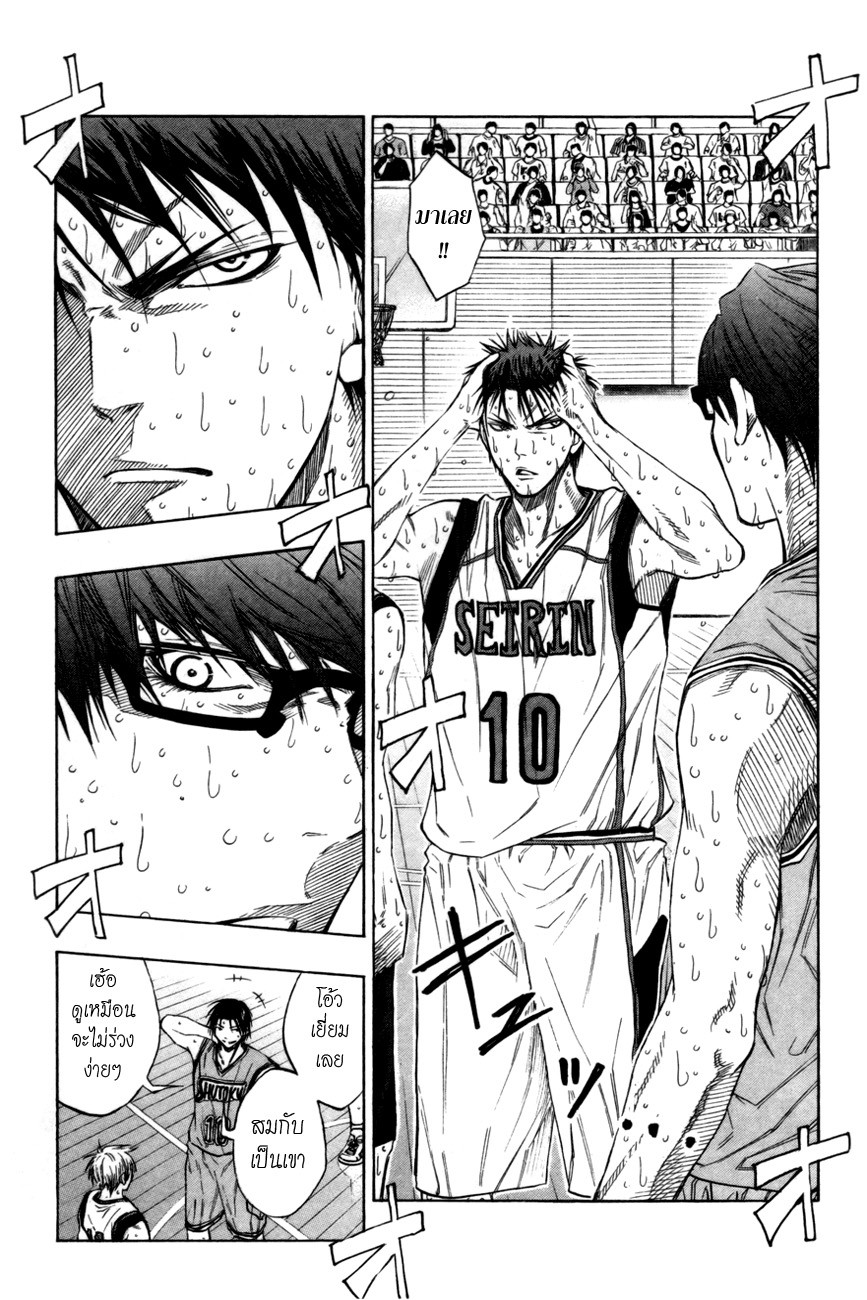 オ
オ
มาเลย
!!
オ
SEIRIN
10
オ
オ
キュッ
โอ้ว
เยี่ยม
เลย
สมกับ
เป็นเขา
เฮ้อ
ดูเหมือน
จะไม่ร่วง
ง่ายๆ
SHUTOKU
オ
オ